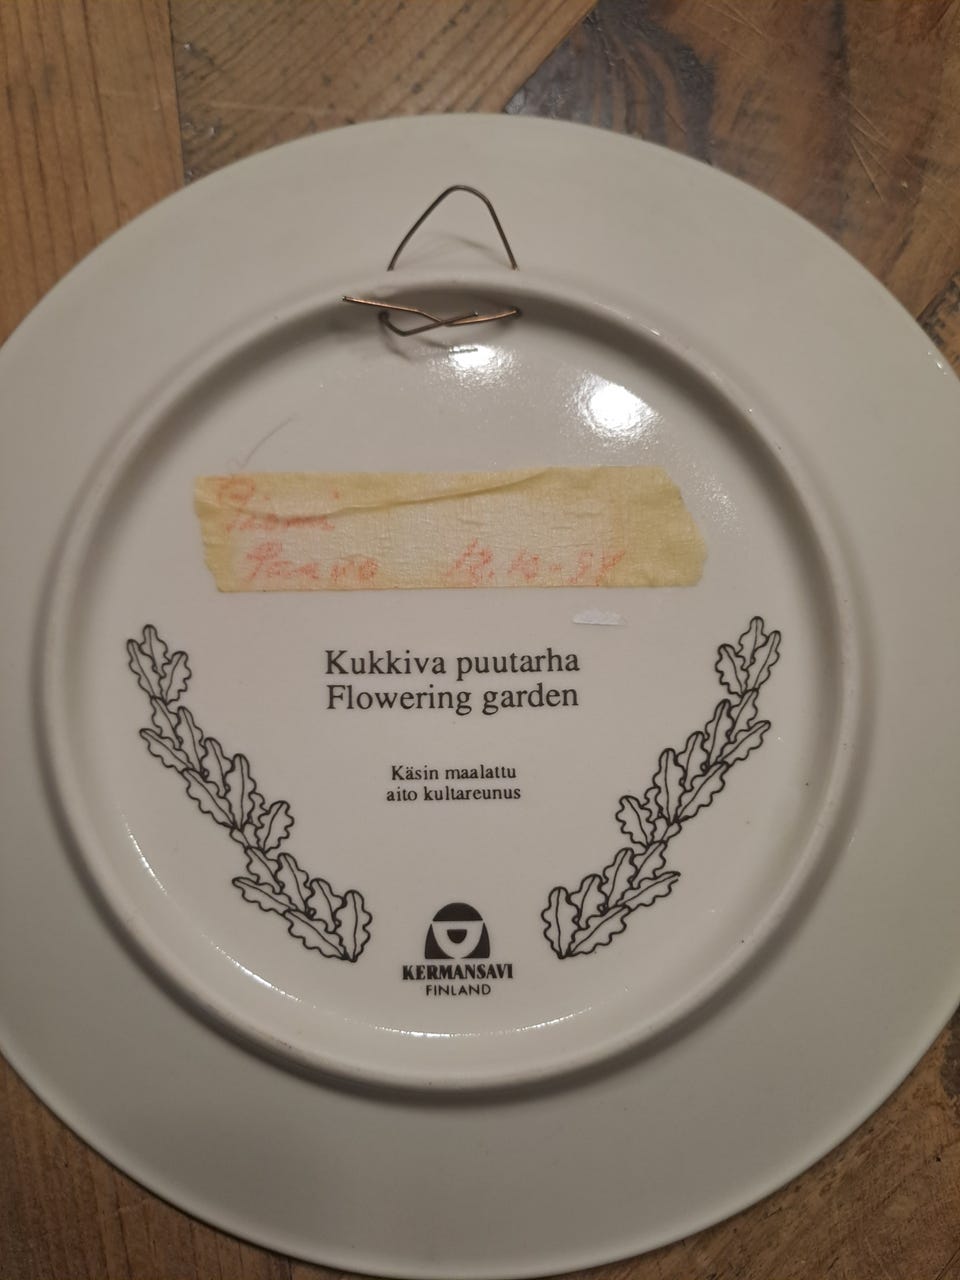 Kukkiva puutarha
Flowering garden
Käsin maalattu
aito kultareunus
KERMANSAVI
FINLAND